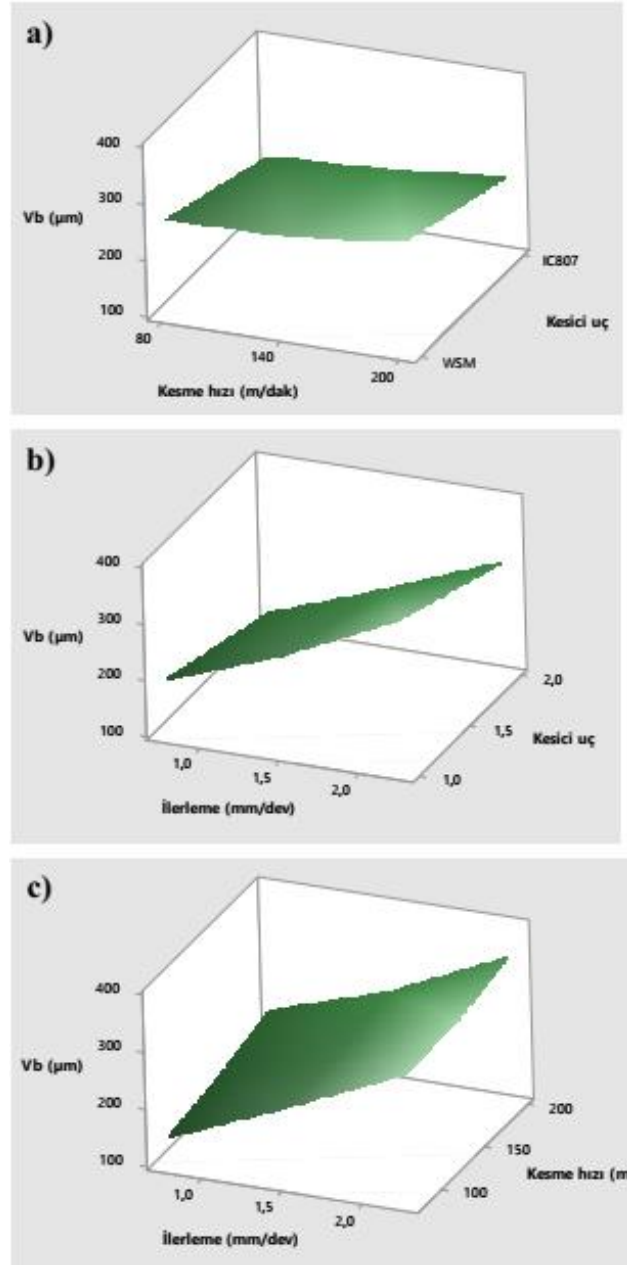 a)
400
300
Vb (µm)
200
100
80
140
200
Kesme hızı (m/dak)
WSM
IC807
Kesici uç
b)
400
300
Vb (µm)
200
100
1,0
1,5
2,0
İlerleme (mm/dev)
1,0
1,5
2,0
Kesici uç
c)
400
300
Vb (µm)
200
100
1,0
1,5
2,0
İlerleme (mm/dev)
100
150
200
Kesme hızı (m